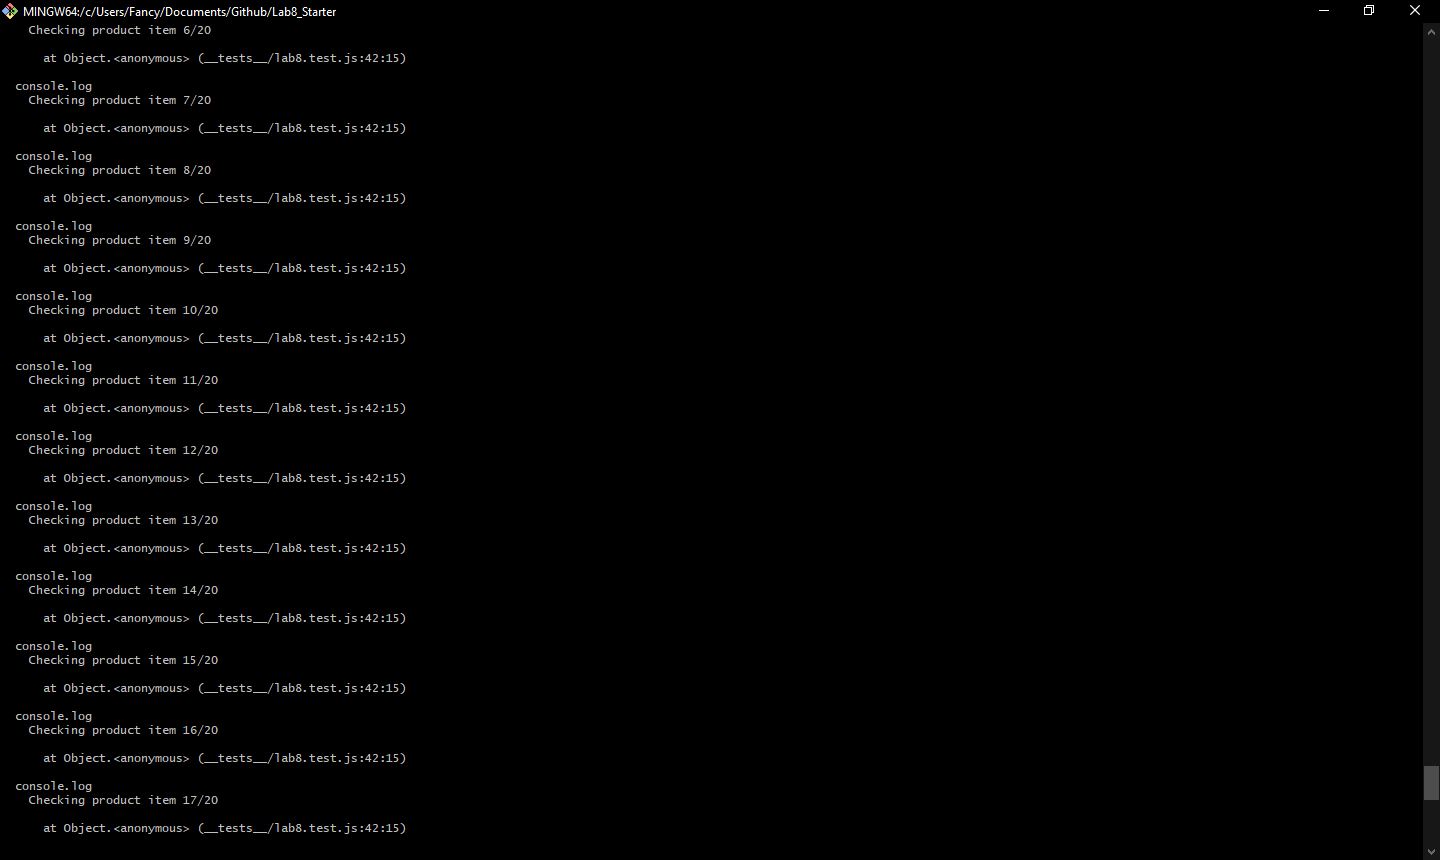 MINGW64:/c/Users/Fancy/Documents/Github/Lab8_Starter
Checking product item 6/20
at Object.<anonymous> (__tests__/lab8.test.js:42:15)
console.log
Checking product item 7/20
at Object.<anonymous> (__tests__/lab8.test.js:42:15)
console.log
Checking product item 8/20
at Object.<anonymous> (__tests__/lab8.test.js:42:15)
console.log
Checking product item 9/20
at Object.<anonymous> (__tests__/lab8.test.js:42:15)
console.log
Checking product item 10/20
at Object.<anonymous> (__tests__/lab8.test.js:42:15)
console.log
Checking product item 11/20
at Object.<anonymous> (__tests__/lab8.test.js:42:15)
console.log
Checking product item 12/20
at Object.<anonymous> (__tests__/lab8.test.js:42:15)
console.log
Checking product item 13/20
at Object.<anonymous> (__tests__/lab8.test.js:42:15)
console.log
Checking product item 14/20
at Object.<anonymous> (__tests__/lab8.test.js:42:15)
console.log
Checking product item 15/20
at Object.<anonymous> (__tests__/lab8.test.js:42:15)
console.log
Checking product item 16/20
at Object.<anonymous> (__tests__/lab8.test.js:42:15)
console.log
Checking product item 17/20
at Object.<anonymous> (__tests__/lab8.test.js:42:15)